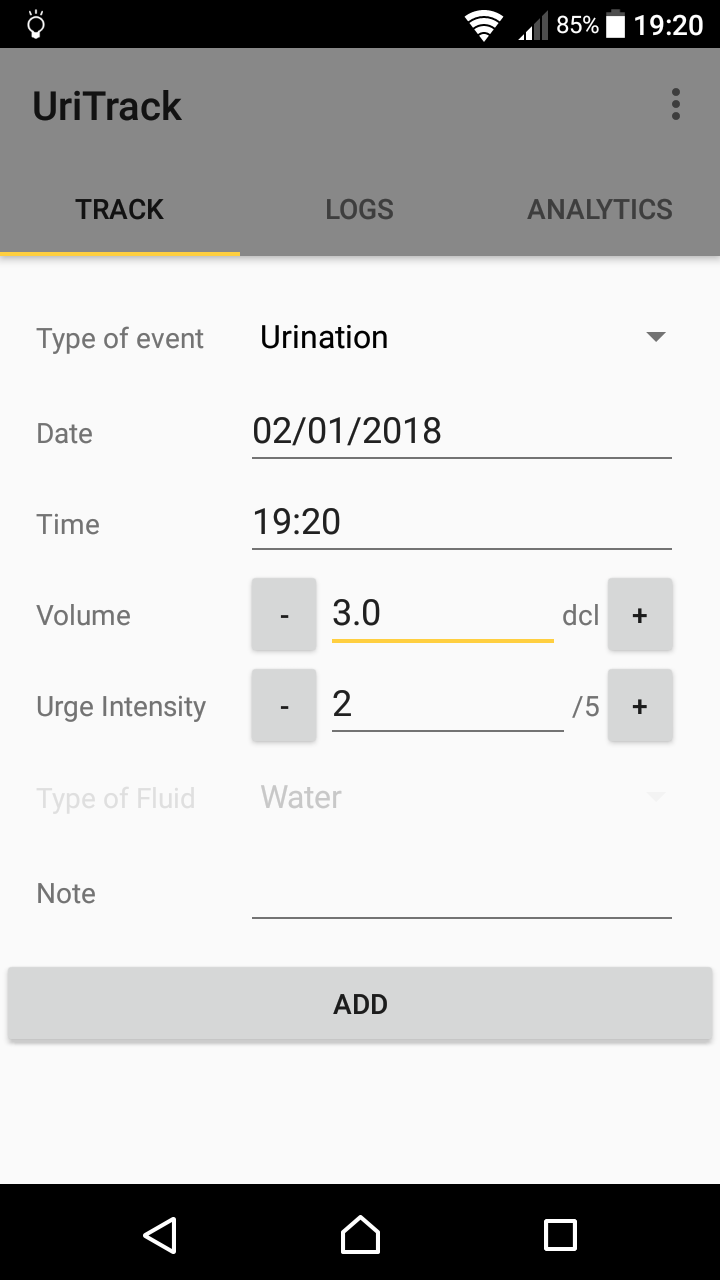 85% 19:20
UriTrack
TRACK LOGS ANALYTICS
Type of event Urination
Date 02/01/2018
Time 19:20
Volume - 3.0 dcl +
Urge Intensity - 2 /5 +
Type of Fluid Water
Note
ADD